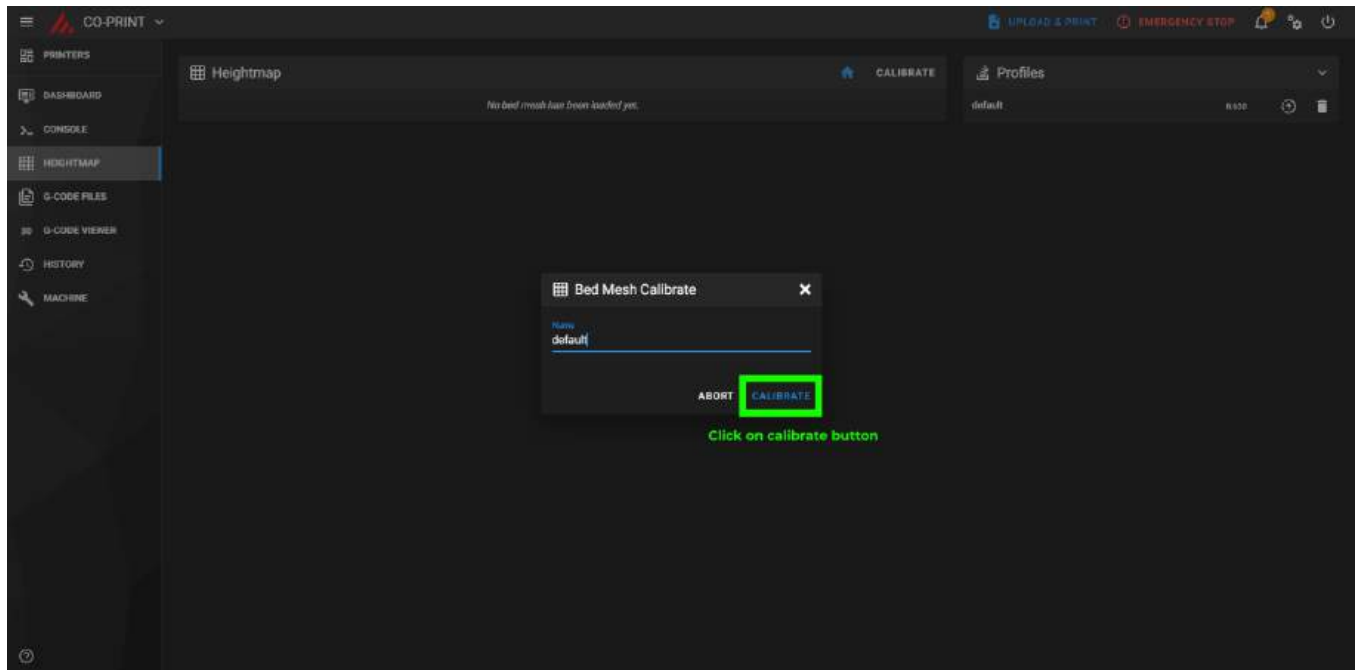 CO-PRINT
UPLOAD & PRINT
EMERGENCY STOP
PRINTERS
Heightmap
CALIBRATE
Profiles
DASHBOARD
No bed mesh has been loaded yet.
default
CONSOLE
HEIGHTMAP
G-CODE FILES
G-CODE VIEWER
HISTORY
MACHINE
Bed Mesh Calibrate
Name
default
ABORT
CALIBRATE
Click on calibrate button